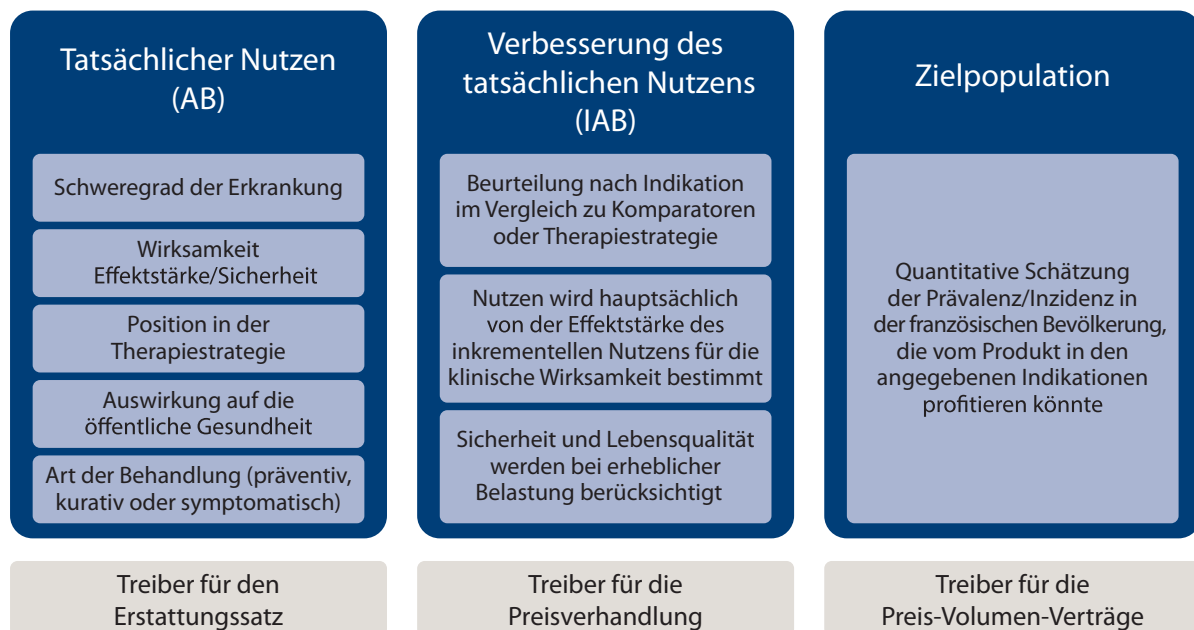 Tatsächlicher Nutzen
(AB)
Schweregrad der Erkrankung
Wirksamkeit
Effektstärke/Sicherheit
Position in der
Therapiestrategie
Auswirkung auf die
öffentliche Gesundheit
Art der Behandlung (präventiv,
kurativ oder symptomatisch)
Treiber für den
Erstattungssatz
Verbesserung des
tatsächlichen Nutzens
(IAB)
Beurteilung nach Indikation
im Vergleich zu Komparatoren
oder Therapiestrategie
Nutzen wird hauptsächlich
von der Effektstärke des
inkrementellen Nutzens für die
klinische Wirksamkeit bestimmt
Sicherheit und Lebensqualität
werden bei erheblicher
Belastung berücksichtigt
Treiber für die
Preisverhandlung
Zielpopulation
Quantitative Schätzung
der Prävalenz/Inzidenz in
der französischen Bevölkerung,
die vom Produkt in den
angegebenen Indikationen
profitieren könnte
Treiber für die
Preis-Volumen-Verträge